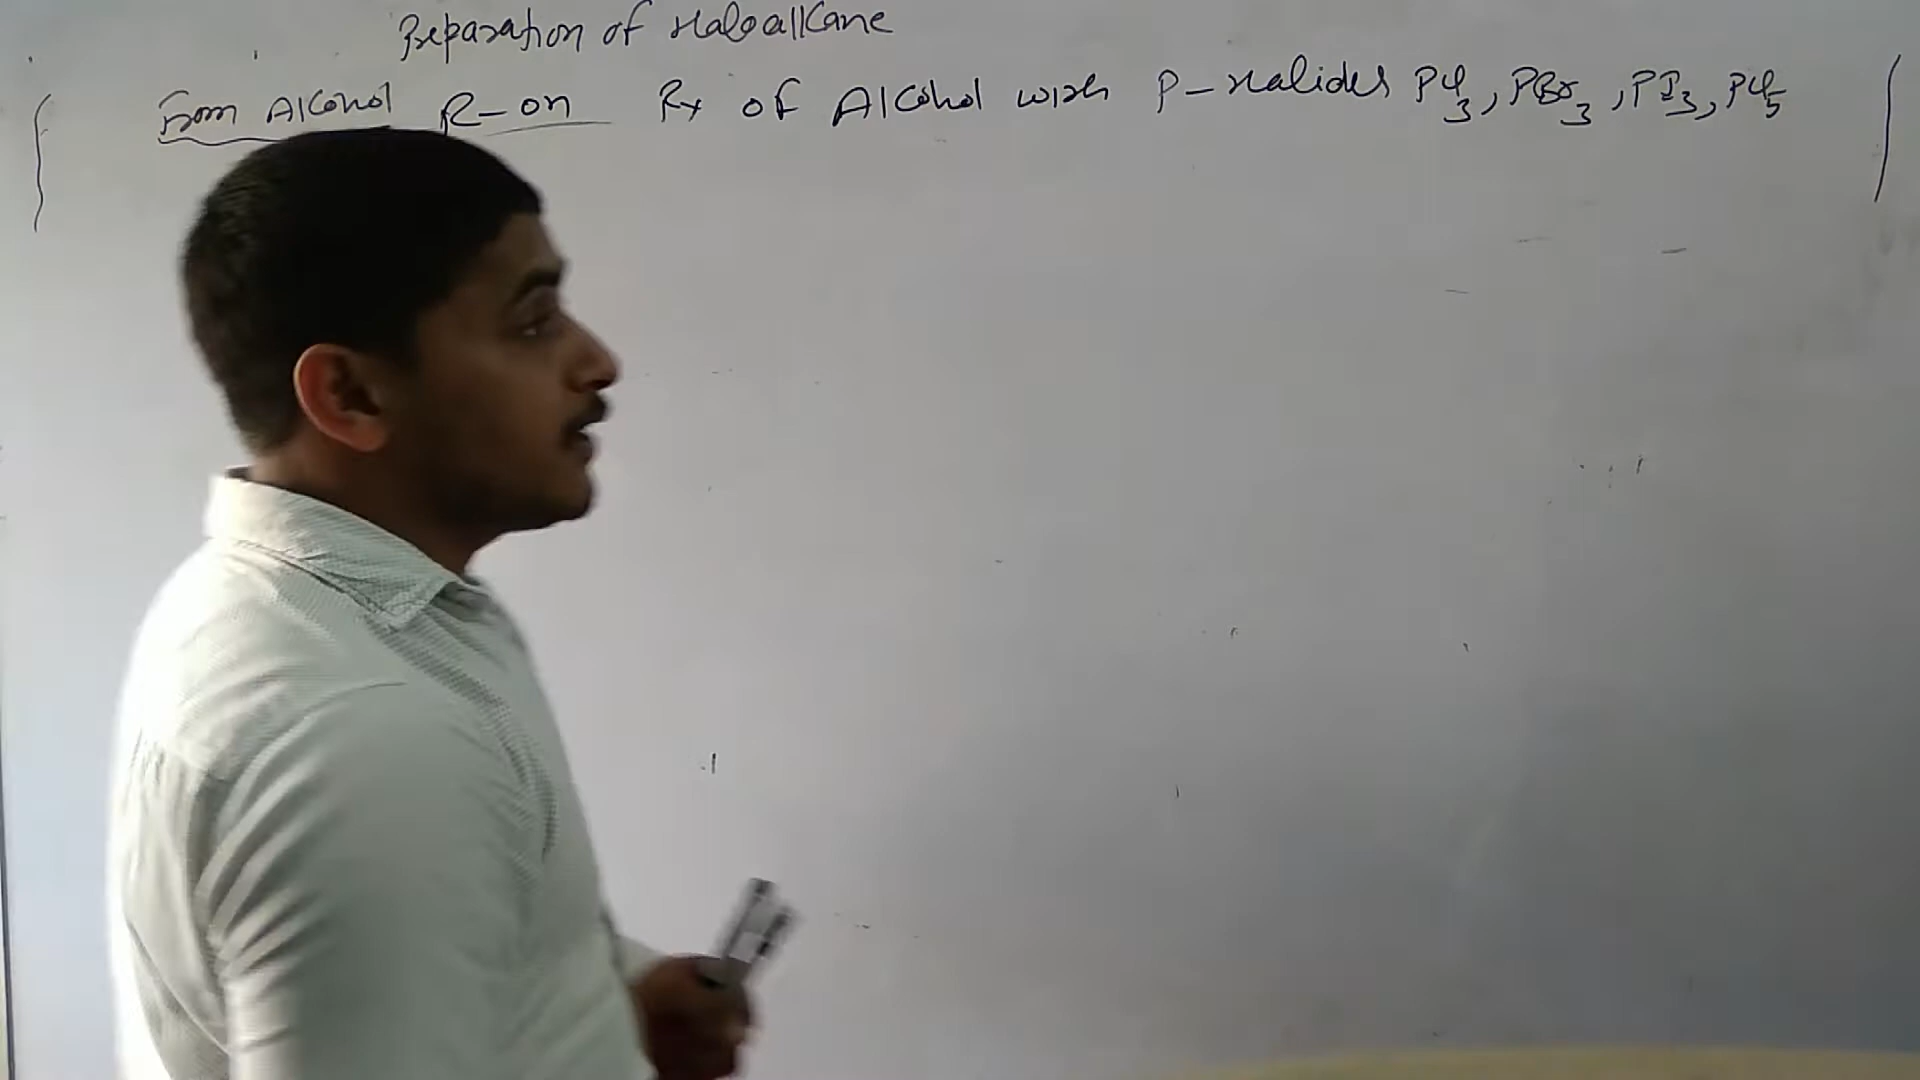 Preparation of Haloalkane
From Alcohol R-OH Rx of Alcohol with P-Halides PCl3, PBr3, PI3, PCl5